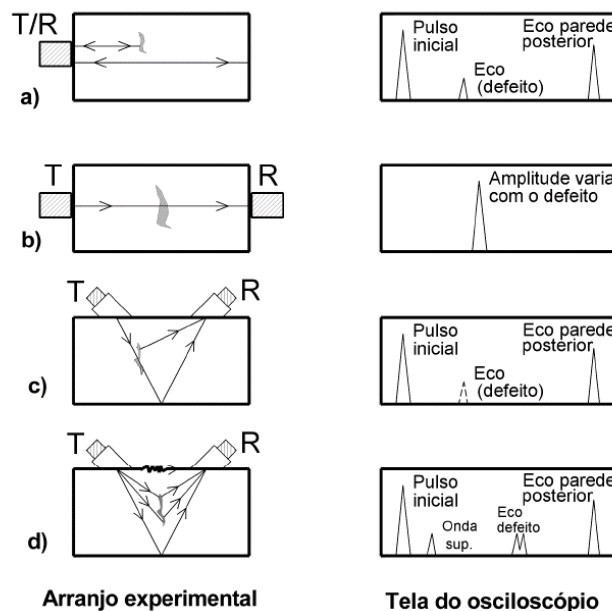 T/R
a)
Pulso
inicial
Eco
(defeito)
Eco parede
posterior
T
R
b)
Amplitude varia
com o defeito
T
R
c)
Pulso
inicial
Eco
(defeito)
Eco parede
posterior
T
R
d)
Pulso
inicial
Onda
sup.
Eco
defeito
Eco parede
posterior
Arranjo experimental
Tela do osciloscópio